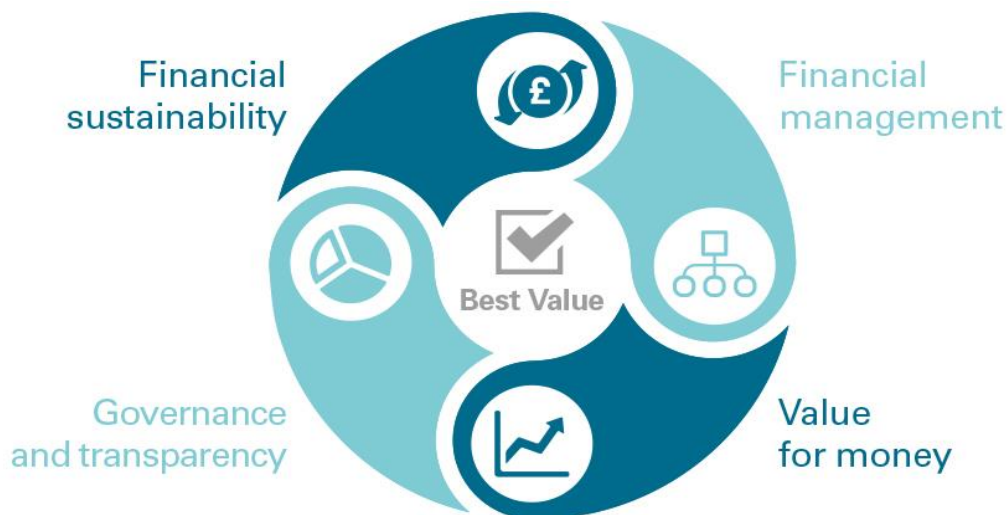 Financial
sustainability
£
Financial
management
Best Value
Governance
and transparency
Value
for money